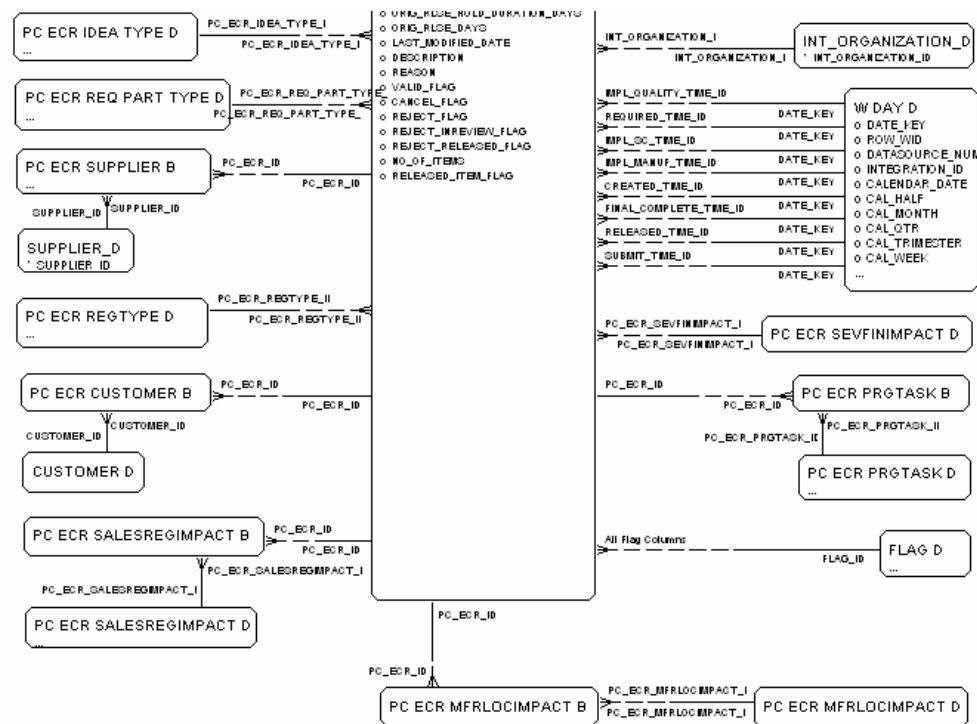 PC ECR IDEA TYPE D
...
PC_ECR_IDEA_TYPE_I
PC_ECR_IDEA_TYPE_I
PC ECR REQ PART TYPE D
...
PC_ECR_REQ_PART_TYPE_
PC_ECR_REQ_PART_TYPE_
PC ECR SUPPLIER B
...
PC_ECR_ID
PC_ECR_ID
SUPPLIER_ID
SUPPLIER_ID
SUPPLIER_D
* SUPPLIER_ID
PC ECR REGTYPE D
...
PC_ECR_REGTYPE_II
PC_ECR_REGTYPE_II
PC ECR CUSTOMER B
PC_ECR_ID
PC_ECR_ID
CUSTOMER_ID
CUSTOMER_ID
CUSTOMER D
PC ECR SALESREGIMPACT B
PC_ECR_ID
PC_ECR_ID
PC_ECR_SALESREGIMPACT_I
PC_ECR_SALESREGIMPACT_I
PC ECR SALESREGIMPACT D
...
o ORIG_RLSE_HOLD_DURATION_DAYS
o ORIG_RLSE_DAYS
o LAST_MODIFIED_DATE
o DESCRIPTION
o REASON
o VALID_FLAG
o CANCEL_FLAG
o REJECT_FLAG
o REJECT_INREVIEW_FLAG
o REJECT_RELEASED_FLAG
o NO_OF_ITEMS
o RELEASED_ITEM_FLAG
INT_ORGANIZATION_I
INT_ORGANIZATION_I
INT_ORGANIZATION_D
* INT_ORGANIZATION_ID
IMPL_QUALITY_TIME_ID
DATE_KEY
REQUIRED_TIME_ID
DATE_KEY
IMPL_SC_TIME_ID
DATE_KEY
IMPL_MANUF_TIME_ID
DATE_KEY
CREATED_TIME_ID
DATE_KEY
FINAL_COMPLETE_TIME_ID
DATE_KEY
RELEASED_TIME_ID
DATE_KEY
SUBMIT_TIME_ID
DATE_KEY
W DAY D
o DATE_KEY
o ROW_WID
o DATASOURCE_NUM
o INTEGRATION_ID
o CALENDAR_DATE
o CAL_HALF
o CAL_MONTH
o CAL_QTR
o CAL_TRIMESTER
o CAL_WEEK
...
PC_ECR_SEVFINIMPACT_I
PC_ECR_SEVFINIMPACT_I
PC ECR SEVFINIMPACT D
PC_ECR_ID
PC_ECR_ID
PC ECR PRGTASK B
PC_ECR_PRGTASK_II
PC_ECR_PRGTASK_ID
PC ECR PRGTASK D
...
All Flag Columns
FLAG_ID
FLAG D
...
PC_ECR_ID
PC_ECR_ID
PC ECR MFRLOCIMPACT B
PC_ECR_MFRLOCIMPACT_I
PC_ECR_MFRLOCIMPACT_I
PC ECR MFRLOCIMPACT D